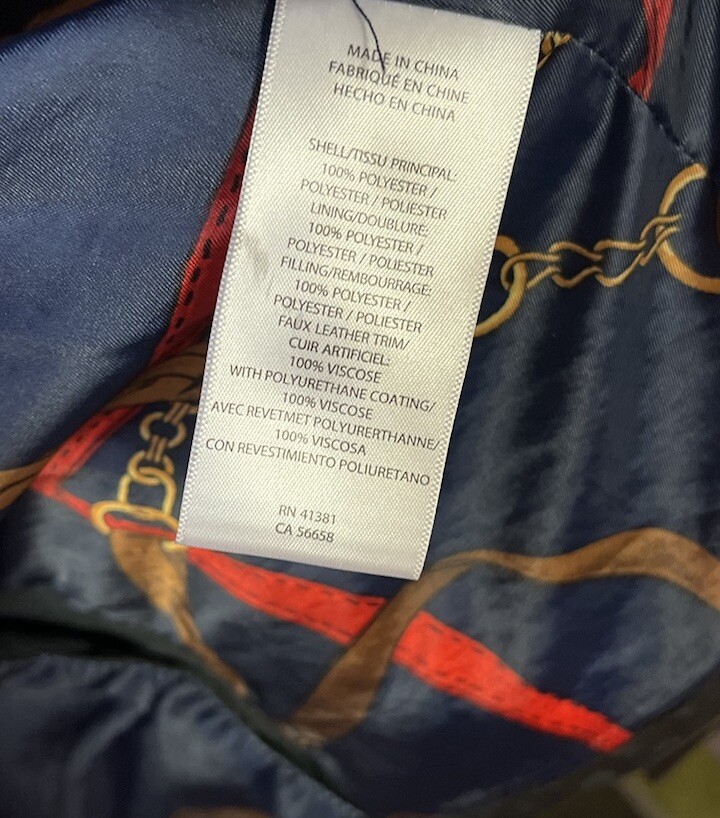 MADE IN CHINA
FABRIQUÉ EN CHINE
HECHO EN CHINA
SHELL/TISSU PRINCIPAL:
100% POLYESTER /
POLYESTER / POLIESTER
LINING/DOUBLURE:
100% POLYESTER /
POLYESTER / POLIESTER
FILLING/REMBOURRAGE:
100% POLYESTER /
POLYESTER / POLIESTER
FAUX LEATHER TRIM/
CUIR ARTIFICIEL:
100% VISCOSE
WITH POLYURETHANE COATING/
100% VISCOSE
AVEC REVETMET POLYURERTHANNE/
100% VISCOSA
CON REVESTIMIENTO POLIURETANO
RN 41381
CA 56658